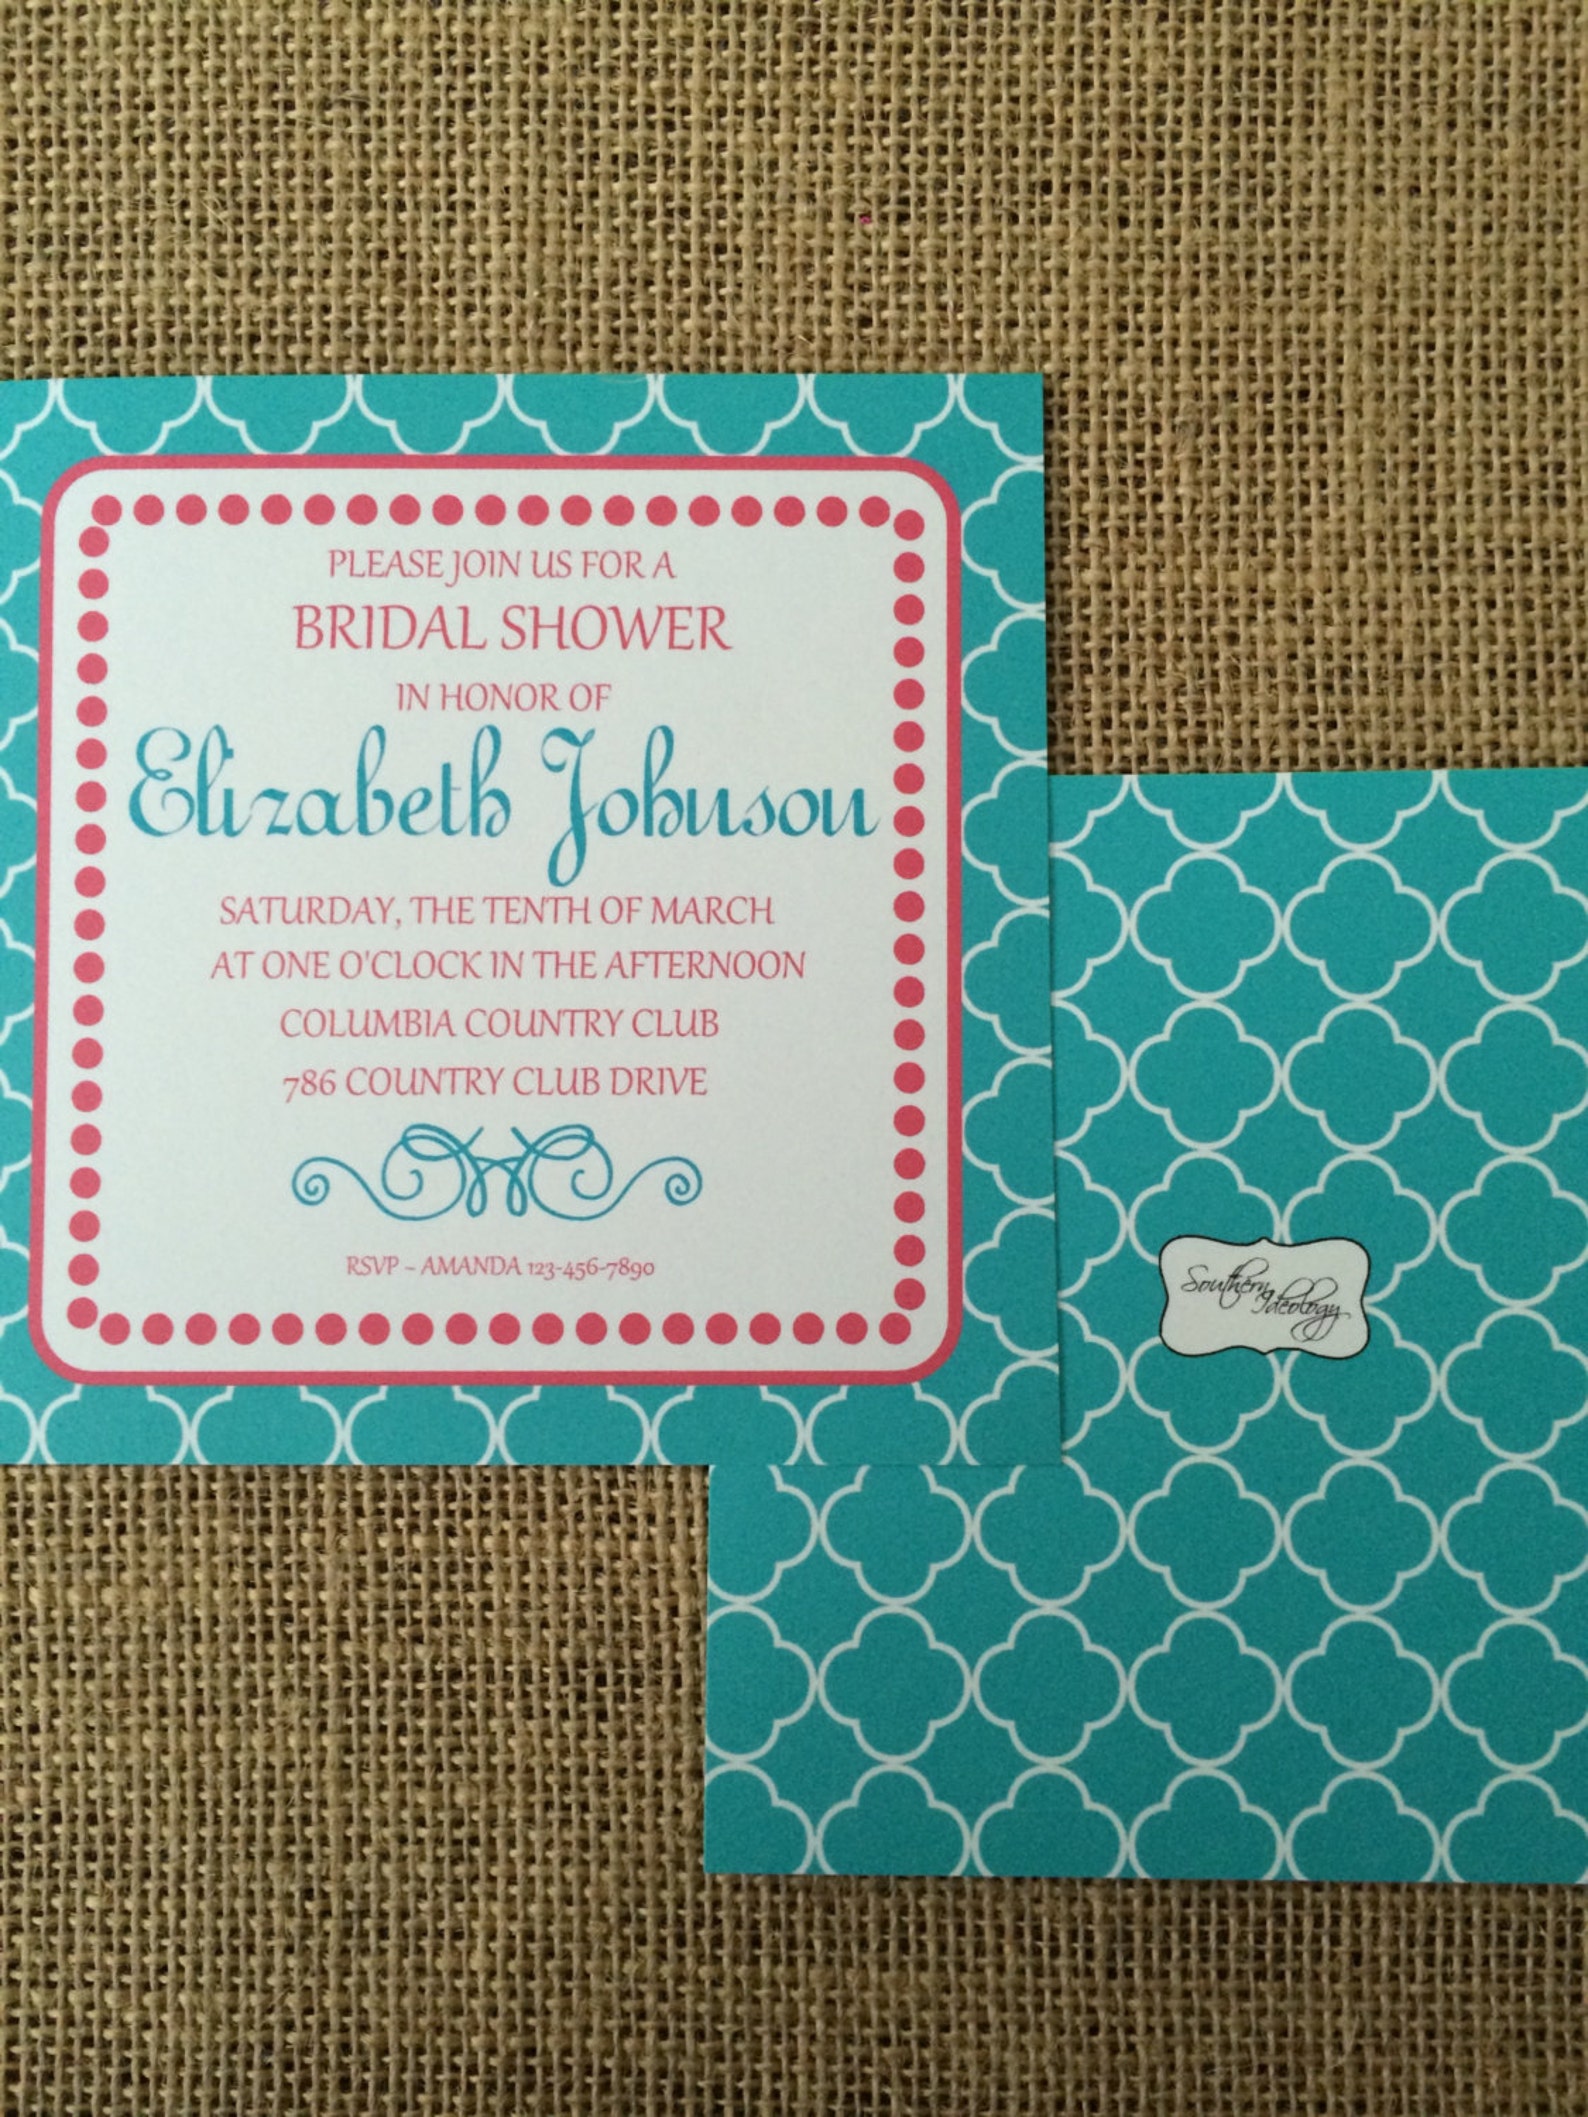 PLEASE JOIN US FOR A
BRIDAL SHOWER
IN HONOR OF
Elizabeth Johnson
SATURDAY, THE TENTH OF MARCH
AT ONE O'CLOCK IN THE AFTERNOON
COLUMBIA COUNTRY CLUB
786 COUNTRY CLUB DRIVE
RSVP ~ AMANDA 123-456-7890
Southern
Ideology